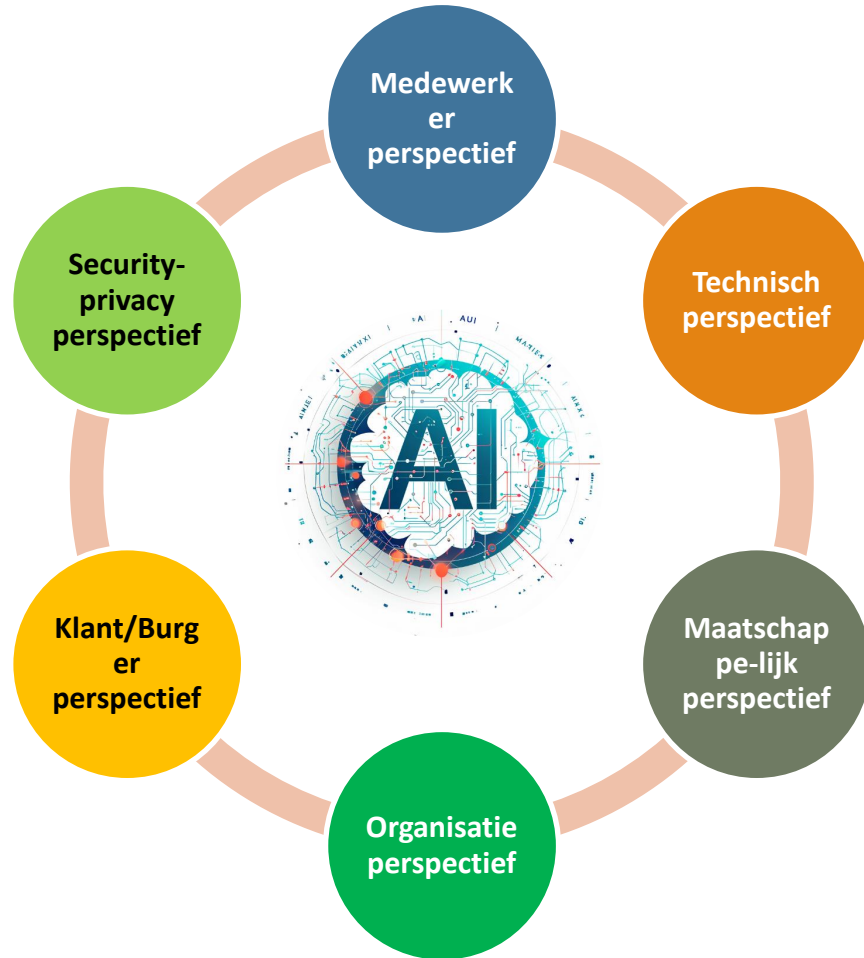 Medewerk
er
perspectief
Technisch
perspectief
Maatschap
pe-lijk
perspectief
Organisatie
perspectief
Klant/Burg
er
perspectief
Security-
privacy
perspectief
AI